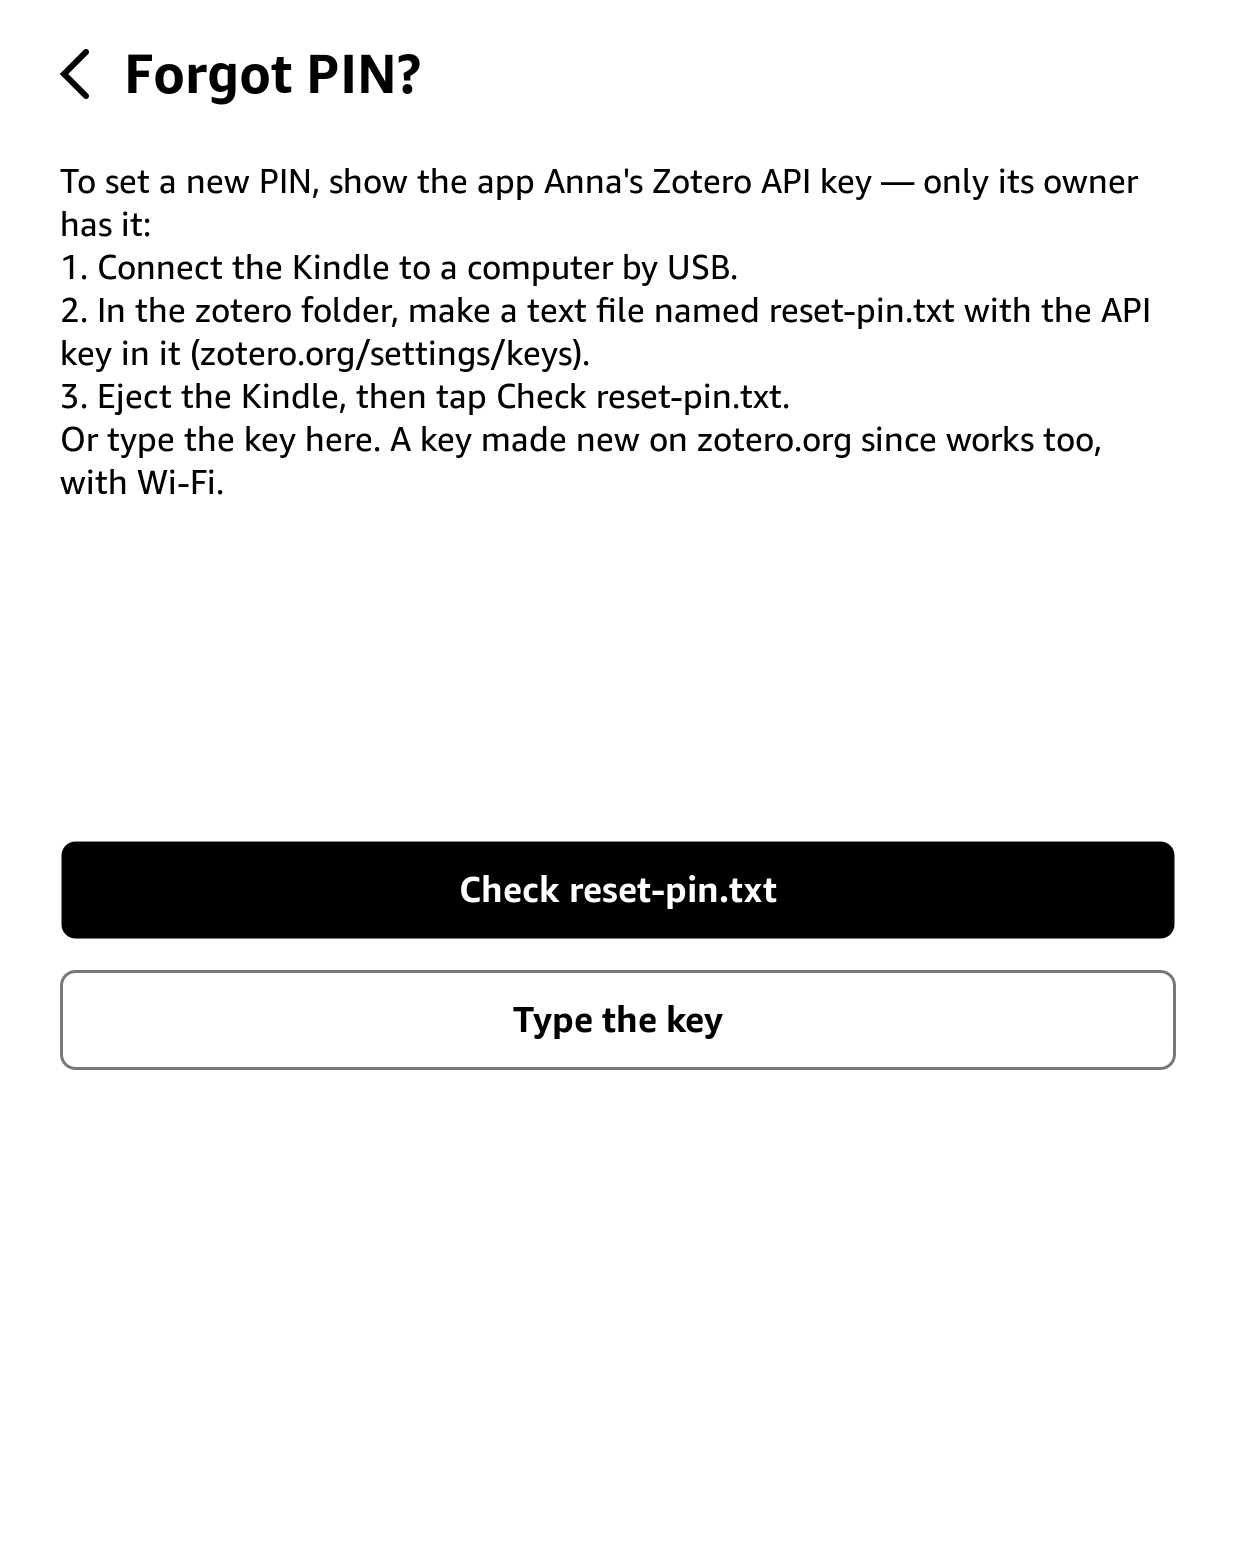 Forgot PIN?
To set a new PIN, show the app Anna's Zotero API key — only its owner
has it:
1. Connect the Kindle to a computer by USB.
2. In the zotero folder, make a text file named reset-pin.txt with the API
key in it (zotero.org/settings/keys).
3. Eject the Kindle, then tap Check reset-pin.txt.
Or type the key here. A key made new on zotero.org since works too,
with Wi-Fi.
Check reset-pin.txt
Type the key